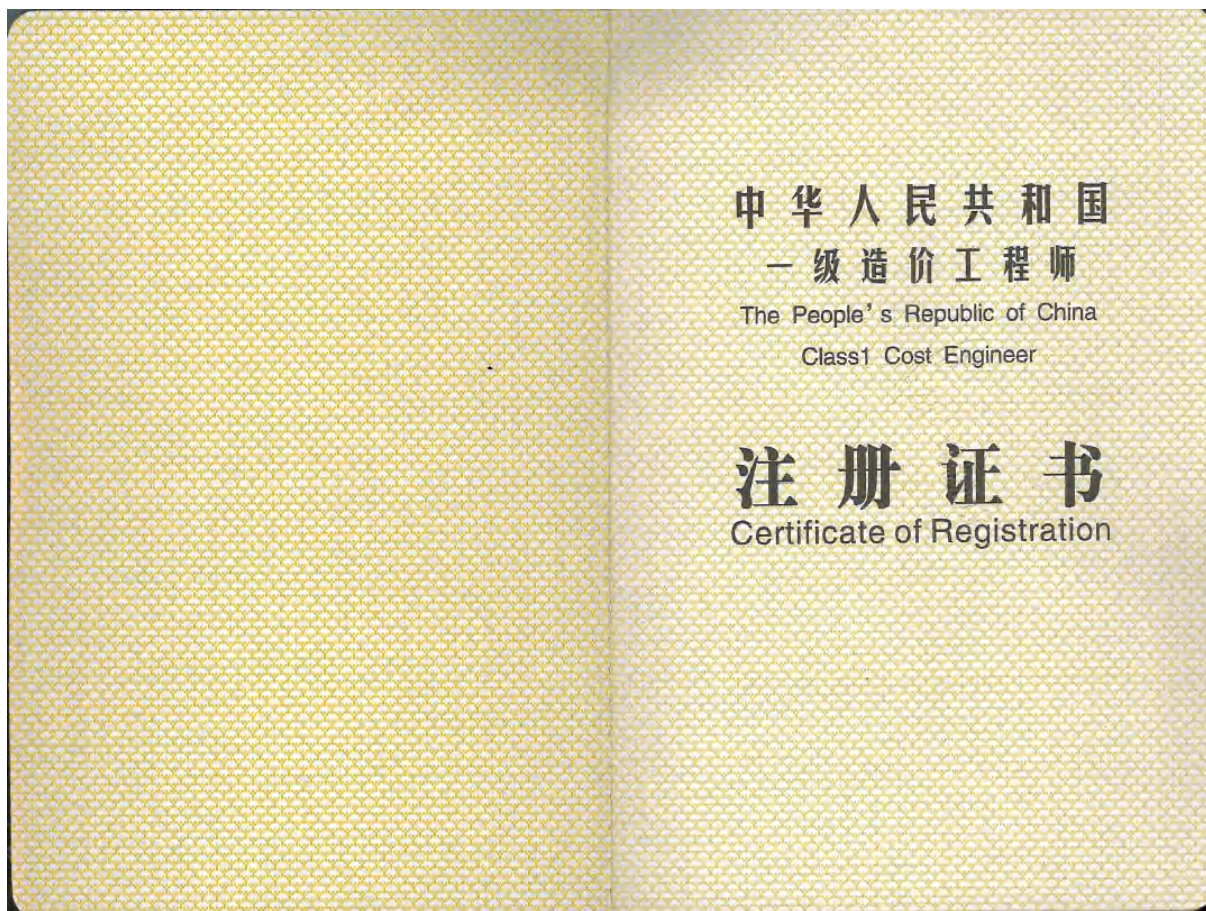 中华人民共和国
一级造价工程师
The People's Republic of China
Class1 Cost Engineer
注册证书
Certificate of Registration